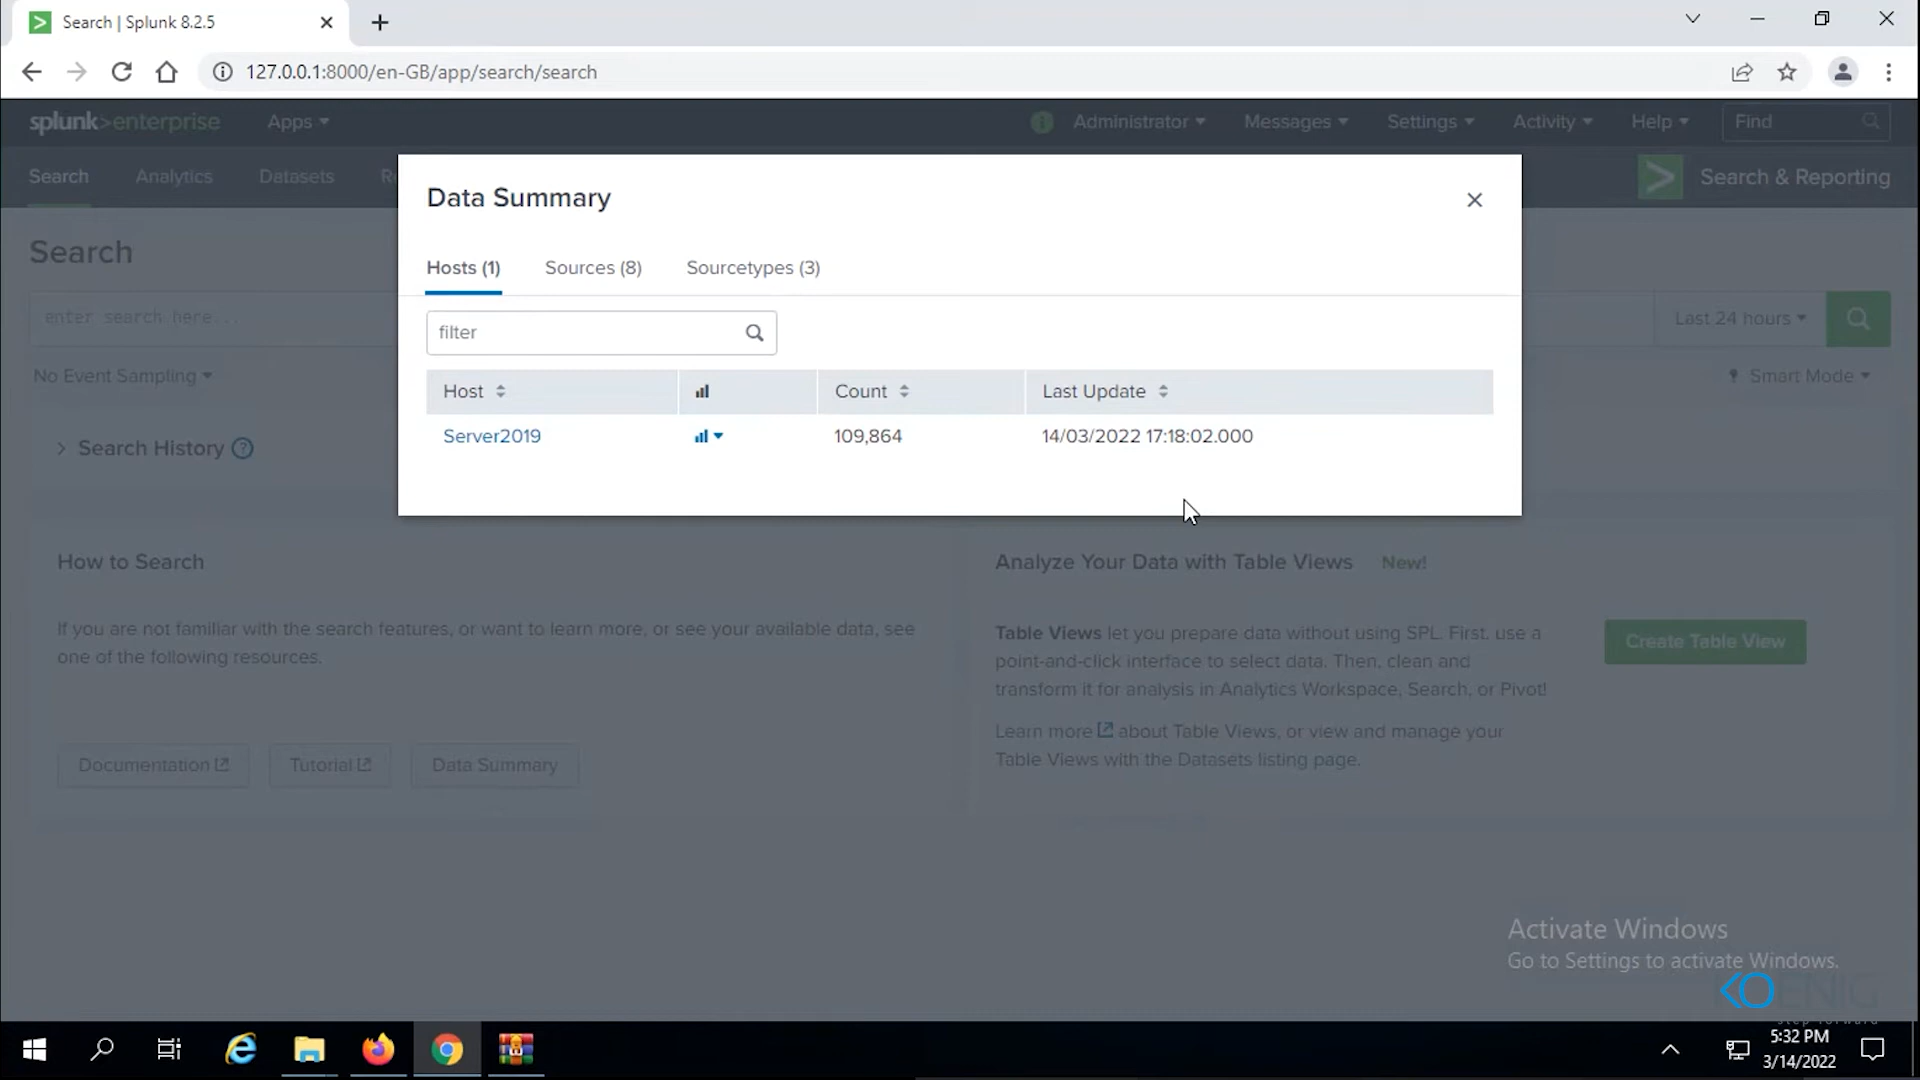 Search | Splunk 8.2.5
127.0.0.1:8000/en-GB/app/search/search
splunk>enterprise Apps Administrator Messages Settings Activity Help Find
Search Analytics Datasets Search & Reporting
Data Summary
Search
Hosts (1) Sources (8) Sourcetypes (3)
enter search here... Last 24 hours
filter
No Event Sampling Smart Mode
Host Count Last Update
Server2019 109,864 14/03/2022 17:18:02.000
Search History
How to Search
If you are not familiar with the search features, or want to learn more, or see your available data, see
one of the following resources.
Documentation Tutorial Data Summary
Analyze Your Data with Table Views New!
Table Views let you prepare data without using SPL. First, use a
point-and-click interface to select data. Then, clean and
transform it for analysis in Analytics Workspace, Search, or Pivot!
Create Table View
Learn more about Table Views, or view and manage your
Table Views with the Datasets listing page.
Activate Windows
Go to Settings to activate Windows.
KOENIG
step forward
5:32 PM
3/14/2022